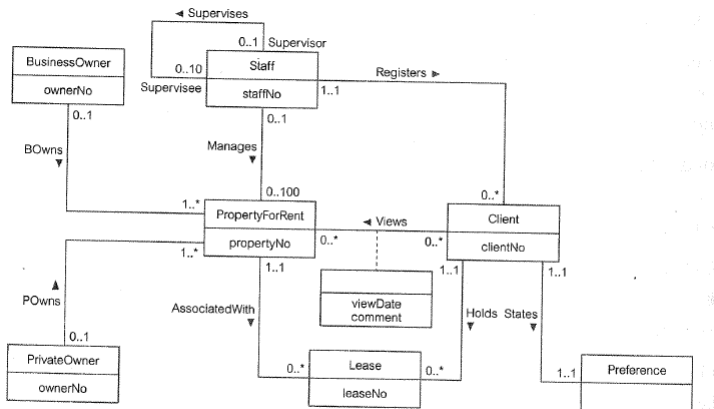 ◄ Supervises
0..1 Supervisor
BusinessOwner
ownerNo
Staff
staffNo
0..10
Supervisee
Registers ►
1..1
0..1
0..1
BOwns
▼
Manages
▼
1..*
0..100
0..*
PropertyForRent
propertyNo
◄ Views
Client
clientNo
0..*
0..*
1..*
1..1
1..1
1..1
viewDate
comment
▲
POwns
AssociatedWith
▼
Holds
▼
States
▼
0..1
PrivateOwner
ownerNo
0..*
Lease
leaseNo
0..*
1..1
Preference